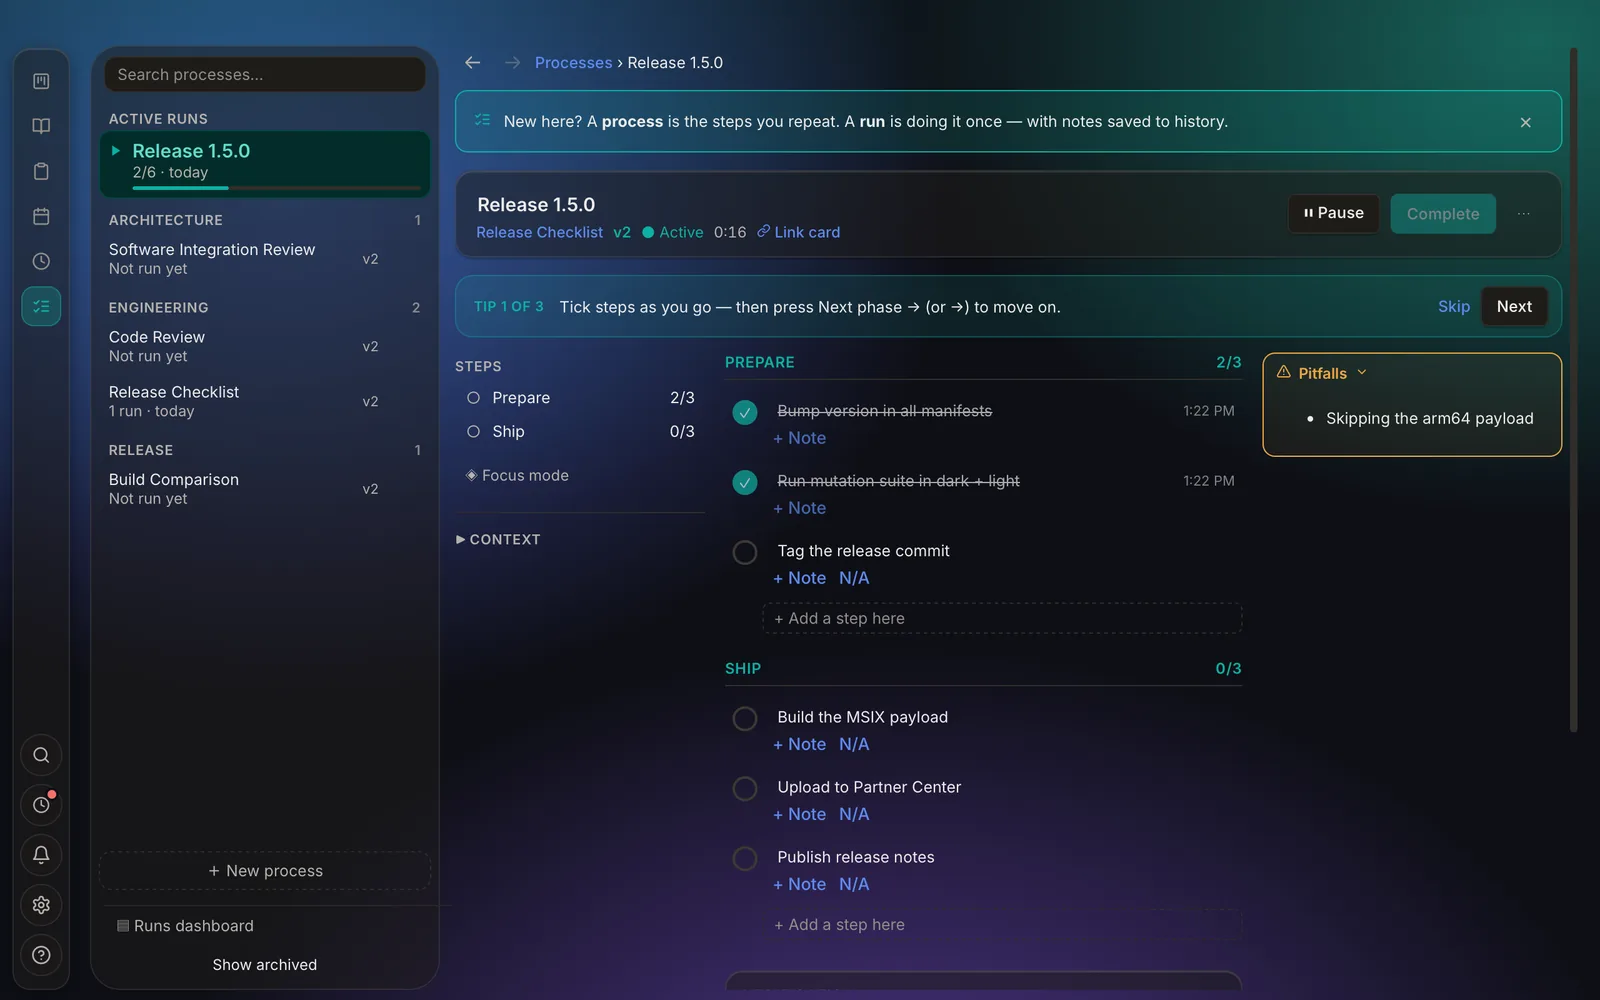 Search processes...
ACTIVE RUNS
Release 1.5.0
2/6 · today
ARCHITECTURE 1
Software Integration Review
Not run yet
v2
ENGINEERING 2
Code Review
Not run yet
v2
Release Checklist
1 run · today
v2
RELEASE 1
Build Comparison
Not run yet
v2
+ New process
Runs dashboard
Show archived
← → Processes › Release 1.5.0
New here? A process is the steps you repeat. A run is doing it once — with notes saved to history.
Release 1.5.0
Release Checklist v2 Active 0:16 Link card
Pause
Complete
...
TIP 1 OF 3 Tick steps as you go — then press Next phase → (or →) to move on.
Skip
Next
STEPS
Prepare 2/3
Ship 0/3
Focus mode
CONTEXT
PREPARE 2/3
Bump version in all manifests 1:22 PM
+ Note
Run mutation suite in dark + light 1:22 PM
+ Note
Tag the release commit
+ Note N/A
+ Add a step here
SHIP 0/3
Build the MSIX payload
+ Note N/A
Upload to Partner Center
+ Note N/A
Publish release notes
+ Note N/A
+ Add a step here
Pitfalls
• Skipping the arm64 payload